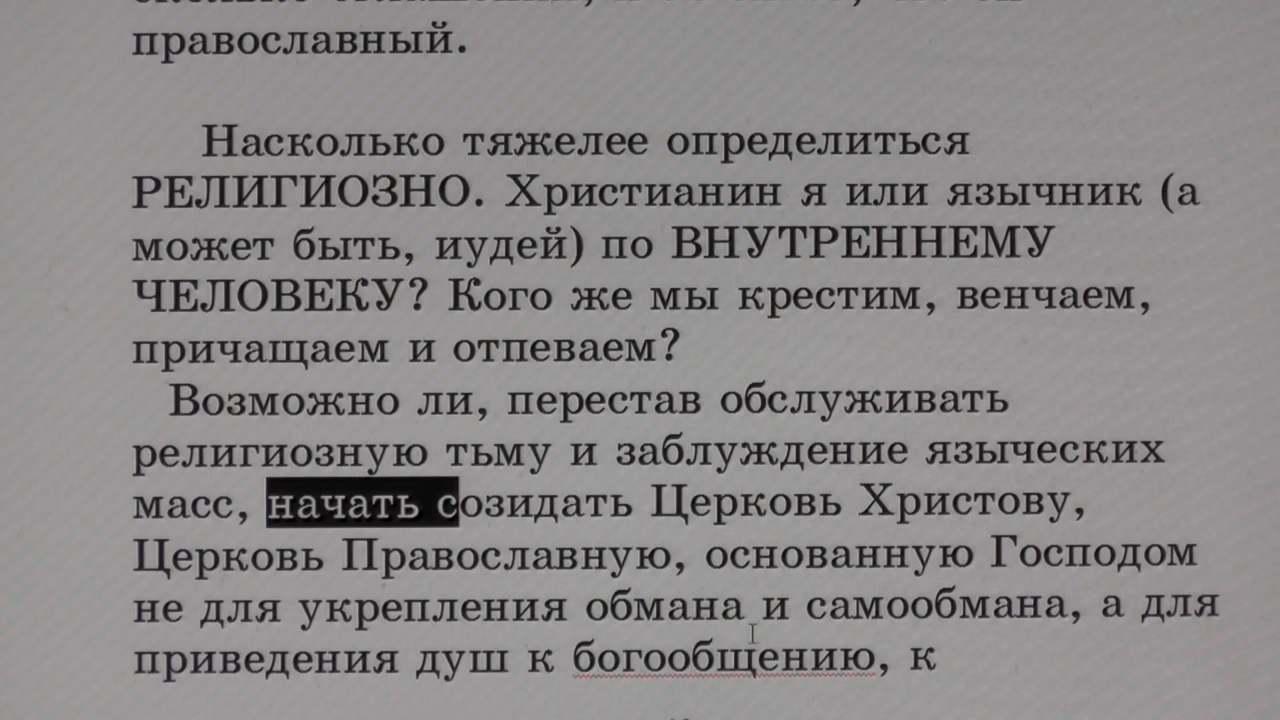 православный.
Насколько тяжелее определиться
РЕЛИГИОЗНО. Христианин я или язычник (а
может быть, иудей) по ВНУТРЕННЕМУ
ЧЕЛОВЕКУ? Кого же мы крестим, венчаем,
причащаем и отпеваем?
Возможно ли, перестав обслуживать
религиозную тьму и заблуждение языческих
масс, начать созидать Церковь Христову,
Церковь Православную, основанную Господом
не для укрепления обмана и самообмана, а для
приведения душ к богообщению, к